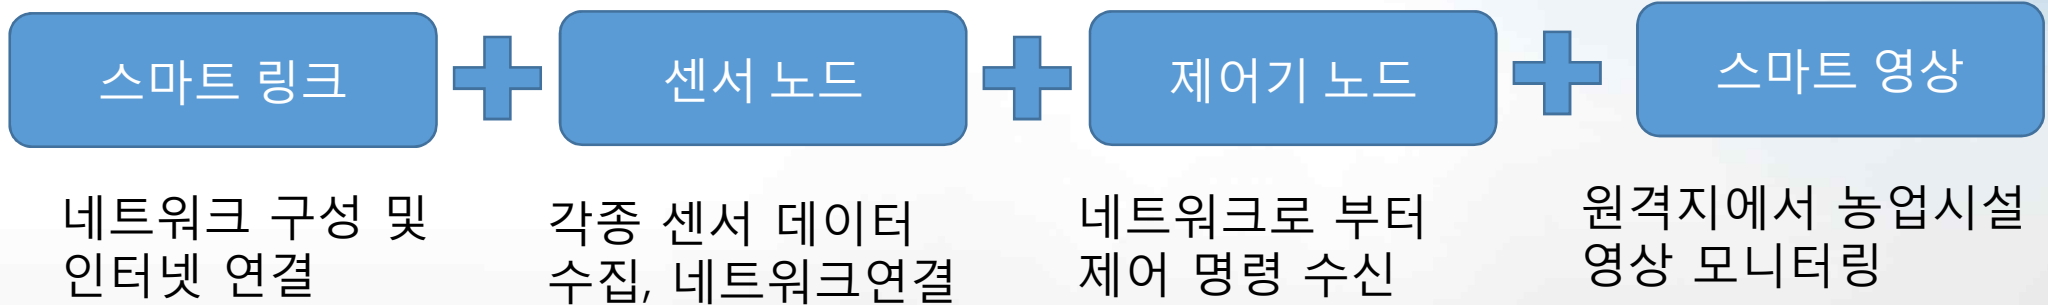 스마트 링크
센서 노드
제어기 노드
스마트 영상
네트워크 구성 및
인터넷 연결
각종 센서 데이터
수집, 네트워크연결
네트워크로 부터
제어 명령 수신
원격지에서 농업시설
영상 모니터링